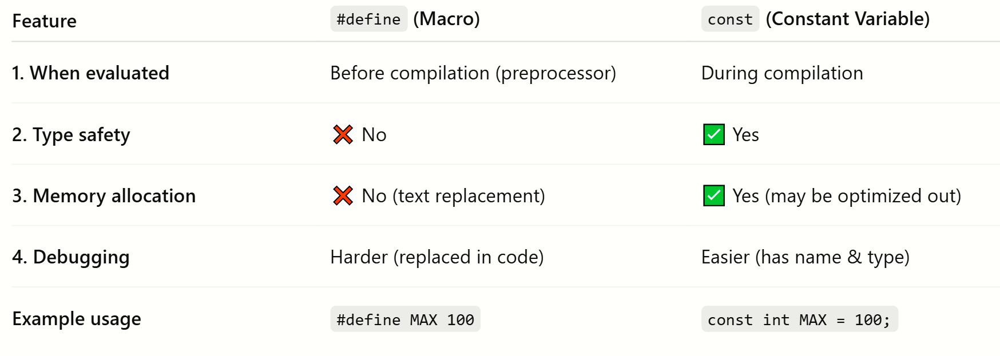 Feature #define (Macro) const (Constant Variable)
1. When evaluated Before compilation (preprocessor) During compilation
2. Type safety ❌ No ✅ Yes
3. Memory allocation ❌ No (text replacement) ✅ Yes (may be optimized out)
4. Debugging Harder (replaced in code) Easier (has name & type)
Example usage #define MAX 100 const int MAX = 100;